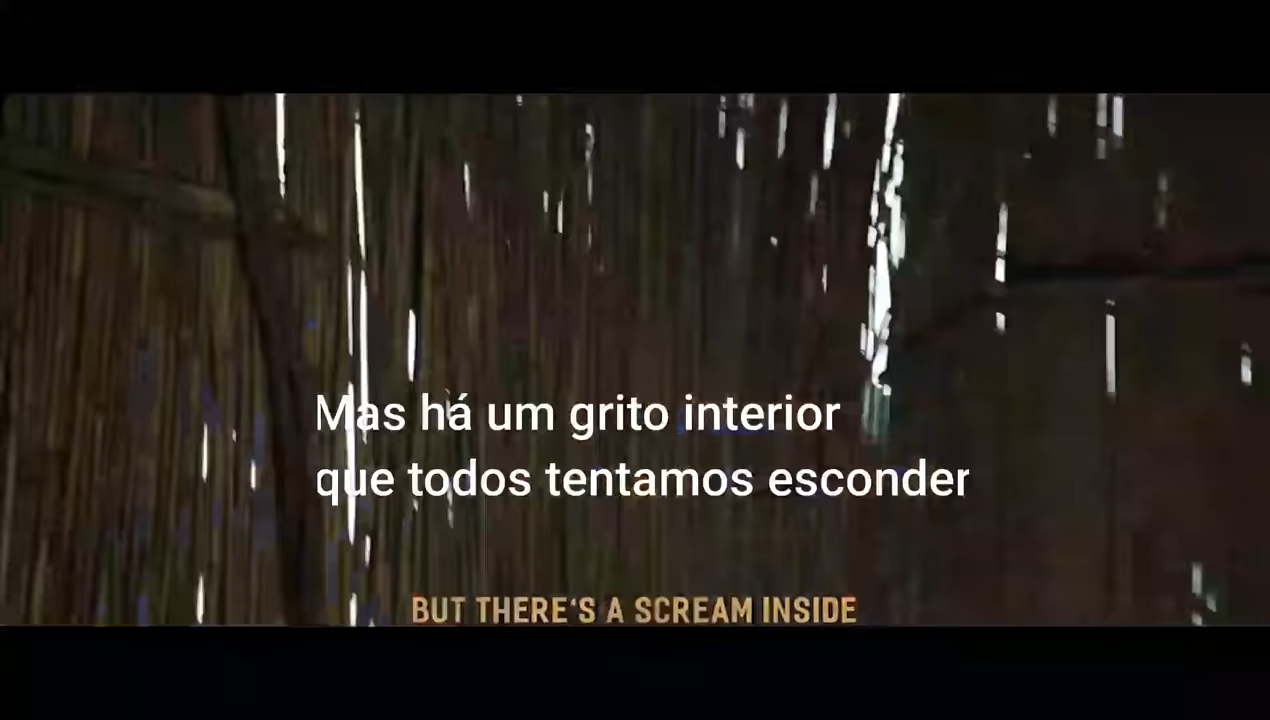 Mas há um grito interior
que todos tentamos esconder
BUT THERE'S A SCREAM INSIDE